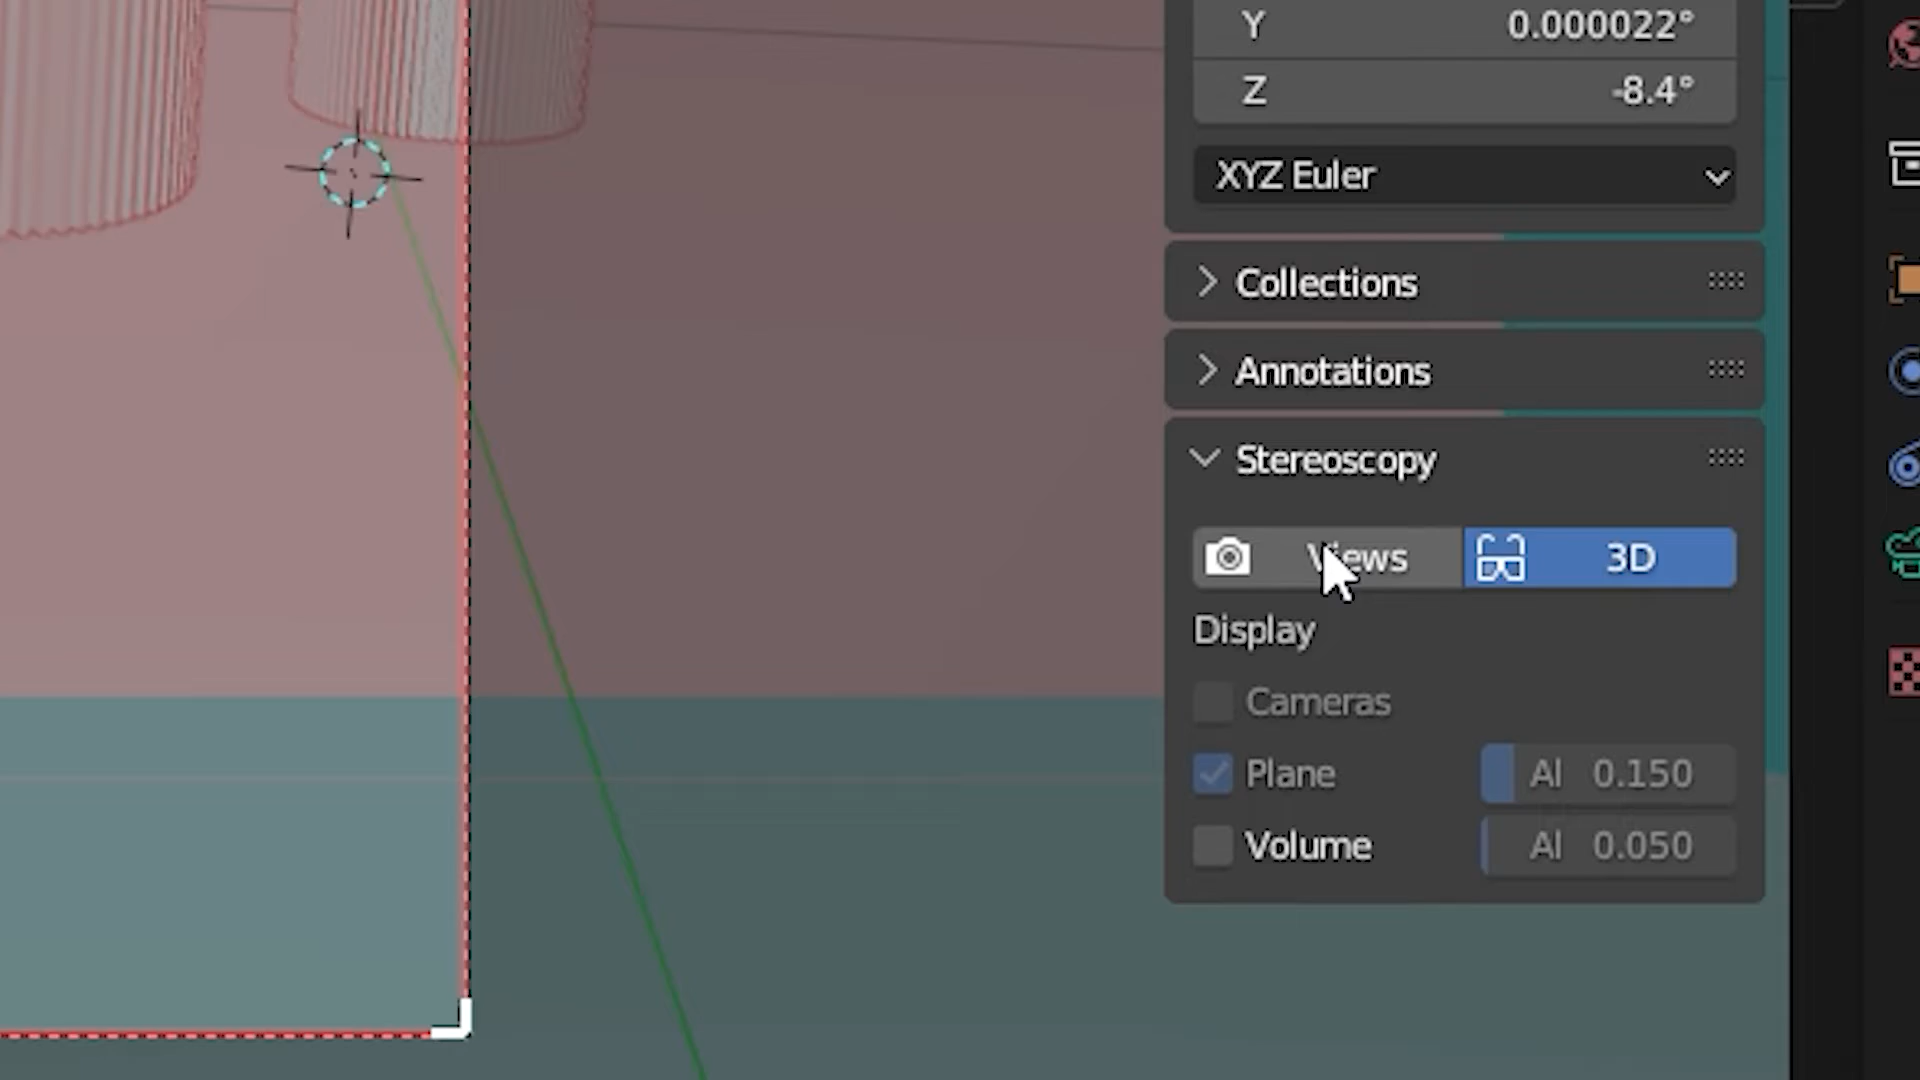 Y 0.000022°
Z -8.4°
XYZ Euler
Collections
Annotations
Stereoscopy
Views 3D
Display
Cameras
Plane Al 0.150
Volume Al 0.050